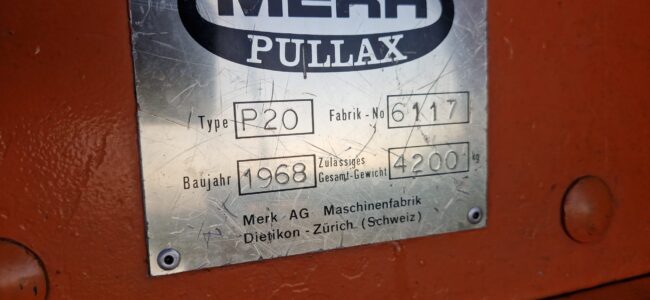 MERK
PULLAX
Type P20 Fabrik-No 6117
Baujahr 1968 Zulässiges Gesamt-Gewicht 4200 kg
Merk AG Maschinenfabrik
Dietikon-Zürich (Schweiz)